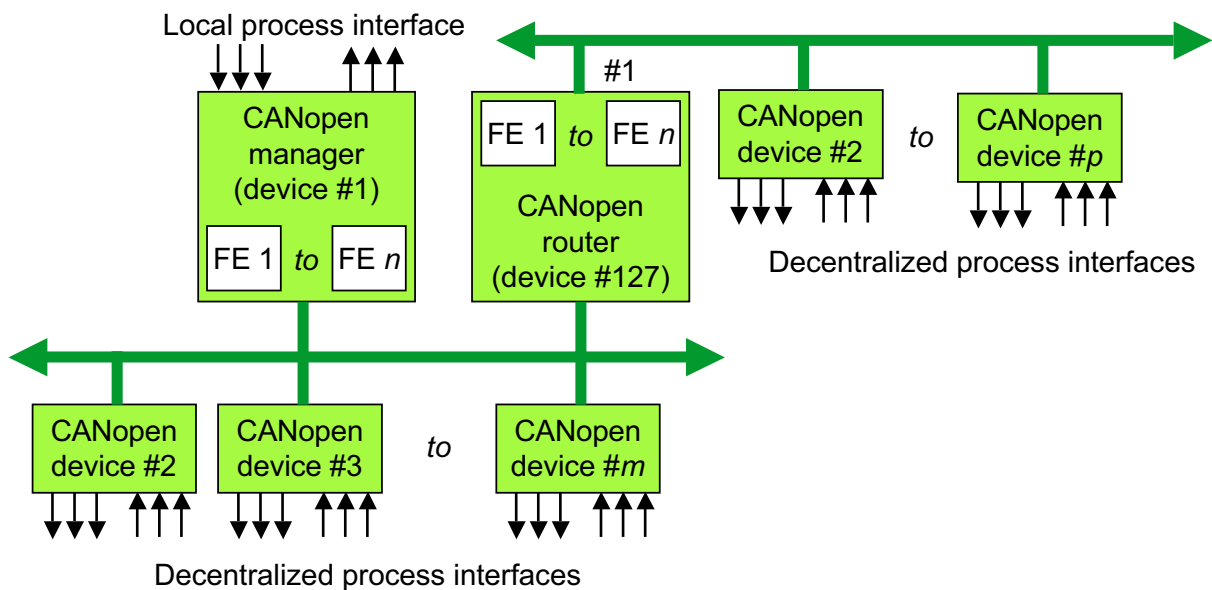 Local process interface
#1
CANopen
manager
(device #1)
FE 1 to FE n
FE 1 to FE n
CANopen
router
(device #127)
CANopen
device #2
to
CANopen
device #p
Decentralized process interfaces
CANopen
device #2
CANopen
device #3
to
CANopen
device #m
Decentralized process interfaces